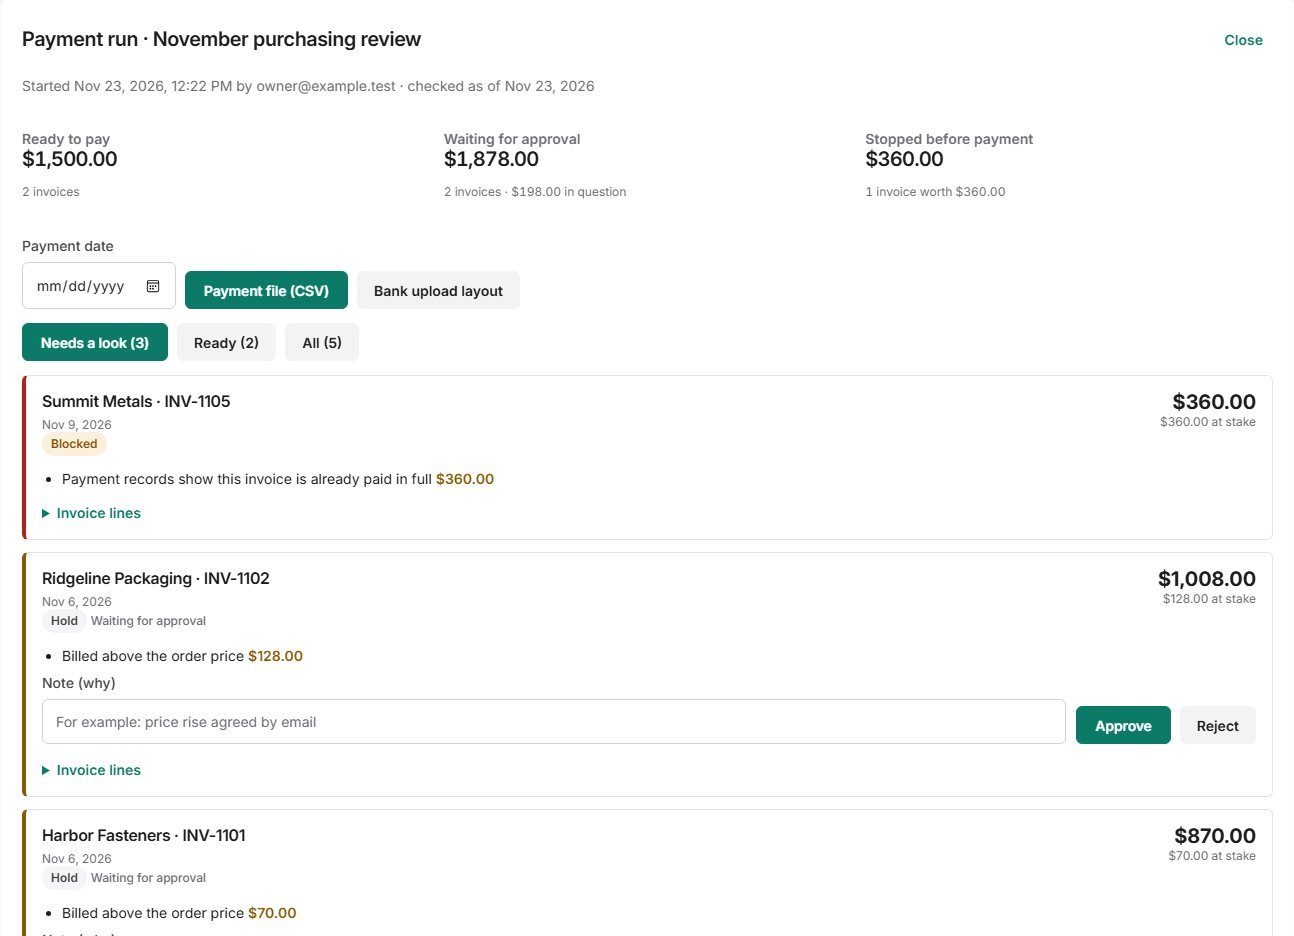 Payment run · November purchasing review
Close
Started Nov 23, 2026, 12:22 PM by owner@example.test · checked as of Nov 23, 2026
Ready to pay
$1,500.00
2 invoices
Waiting for approval
$1,878.00
2 invoices · $198.00 in question
Stopped before payment
$360.00
1 invoice worth $360.00
Payment date
mm/dd/yyyy
Payment file (CSV)
Bank upload layout
Needs a look (3)
Ready (2)
All (5)
Summit Metals · INV-1105
$360.00
Nov 9, 2026
$360.00 at stake
Blocked
Payment records show this invoice is already paid in full $360.00
Invoice lines
Ridgeline Packaging · INV-1102
$1,008.00
Nov 6, 2026
$128.00 at stake
Hold Waiting for approval
Billed above the order price $128.00
Note (why)
For example: price rise agreed by email
Approve
Reject
Invoice lines
Harbor Fasteners · INV-1101
$870.00
Nov 6, 2026
$70.00 at stake
Hold Waiting for approval
Billed above the order price $70.00